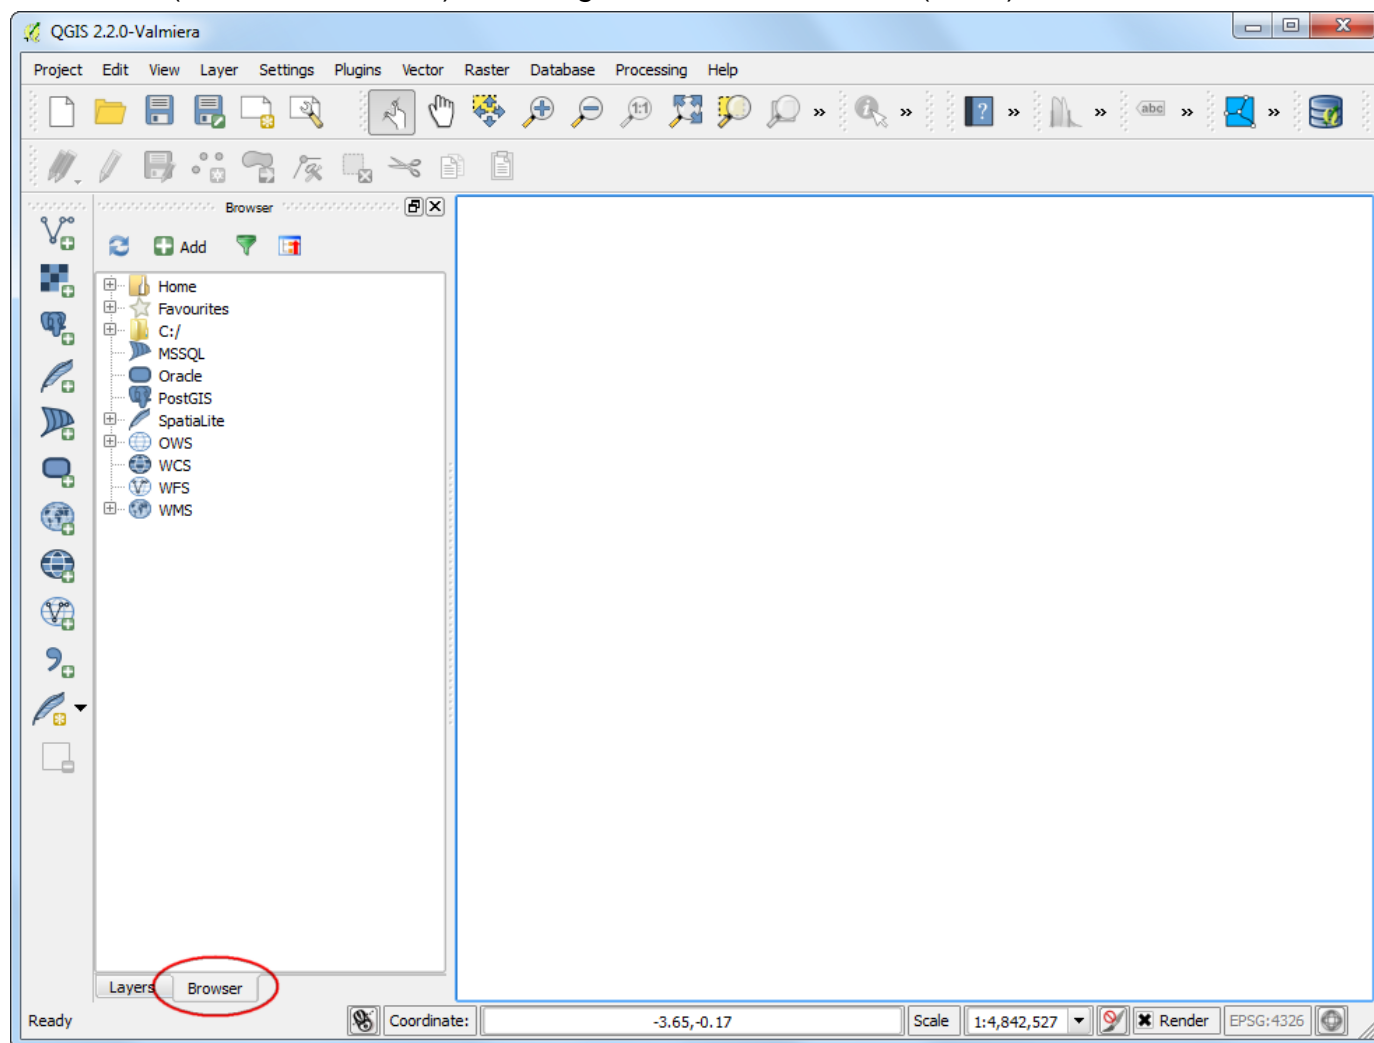 QGIS 2.2.0-Valmiera
Project Edit View Layer Settings Plugins Vector Raster Database Processing Help
1:1 ? abc
Browser
Add
Home
Favourites
C:/
MSSQL
Oracle
PostGIS
SpatiaLite
OWS
WCS
WFS
WMS
Layers Browser
Ready Coordinate: -3.65,-0.17 Scale 1:4,842,527 Render EPSG:4326